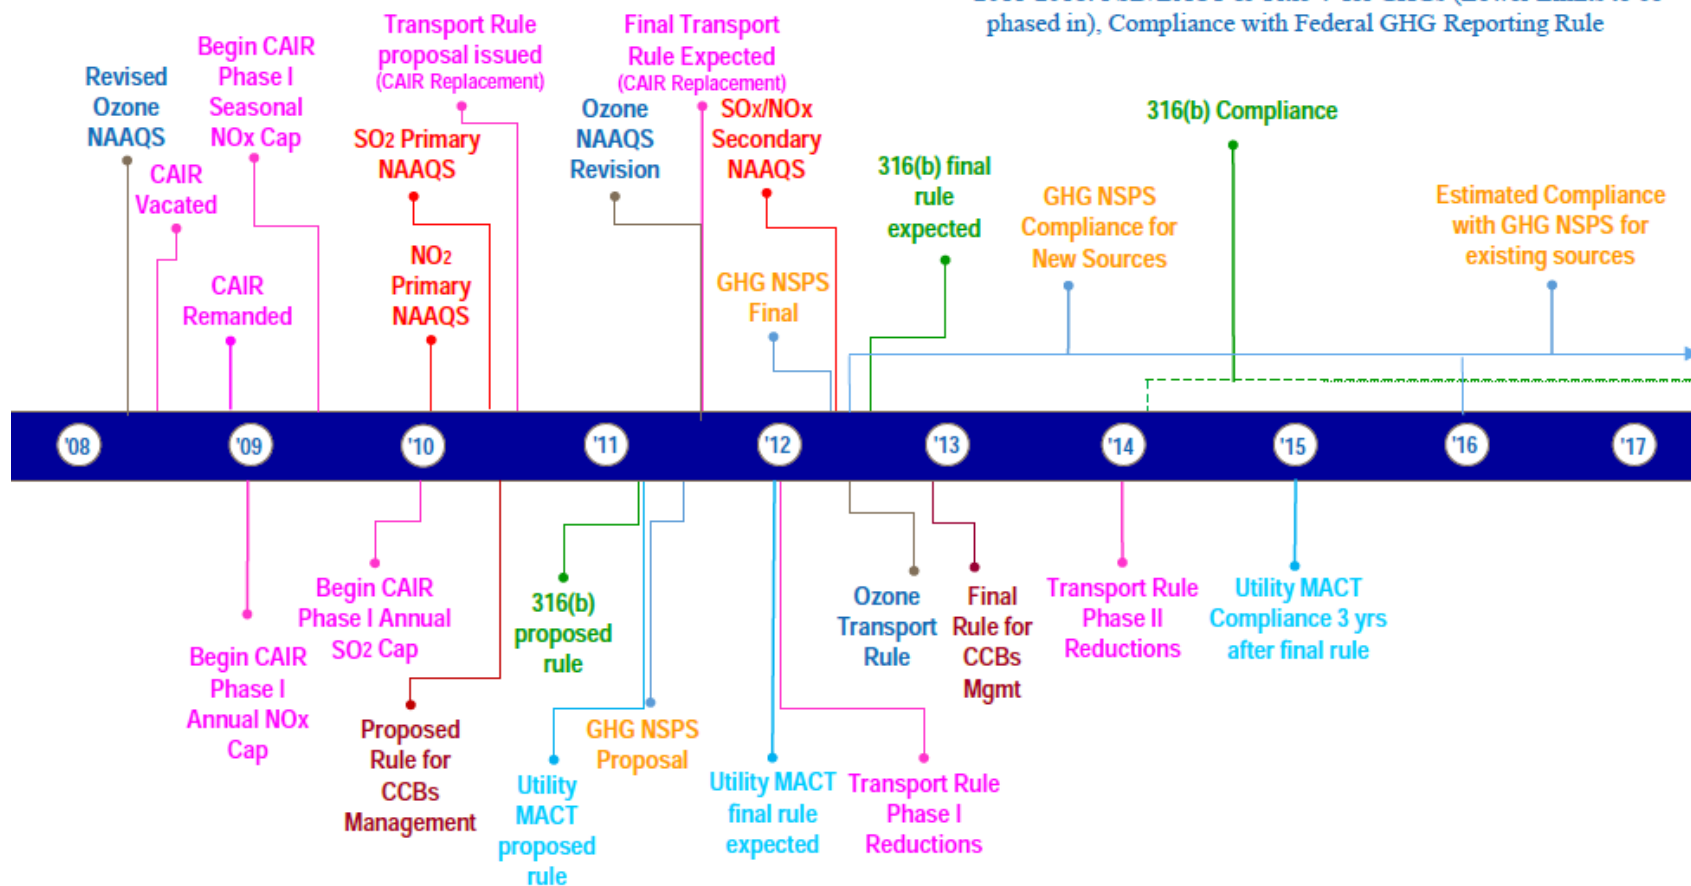 phased in), Compliance with Federal GHG Reporting Rule
Revised
Ozone
NAAQS
CAIR
Vacated
Begin CAIR
Phase I
Seasonal
NOx Cap
CAIR
Remanded
Transport Rule
proposal issued
(CAIR Replacement)
SO2 Primary
NAAQS
NO2
Primary
NAAQS
Final Transport
Rule Expected
(CAIR Replacement)
Ozone
NAAQS
Revision
SOx/NOx
Secondary
NAAQS
GHG NSPS
Final
316(b) final
rule
expected
GHG NSPS
Compliance for
New Sources
316(b) Compliance
Estimated Compliance
with GHG NSPS for
existing sources
'08
'09
'10
'11
'12
'13
'14
'15
'16
'17
Begin CAIR
Phase I
Annual NOx
Cap
Begin CAIR
Phase I Annual
SO2 Cap
Proposed
Rule for
CCBs
Management
316(b)
proposed
rule
Utility
MACT
proposed
rule
GHG NSPS
Proposal
Utility MACT
final rule
expected
Transport Rule
Phase I
Reductions
Ozone
Transport
Rule
Final
Rule for
CCBs
Mgmt
Transport Rule
Phase II
Reductions
Utility MACT
Compliance 3 yrs
after final rule